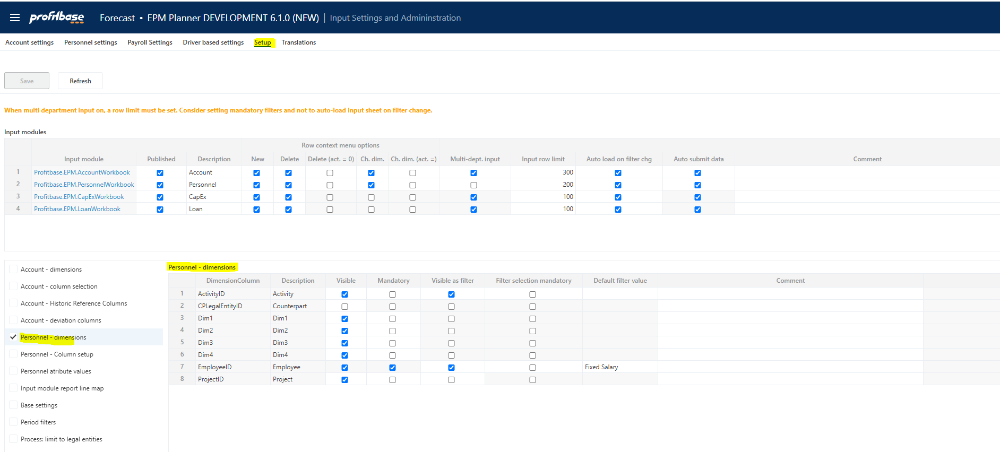 profitbase Forecast • EPM Planner DEVELOPMENT 6.1.0 (NEW) | Input Settings and Admininstration
Account settings Personnel settings Payroll Settings Driver based settings Setup Translations
Save Refresh
When multi department input on, a row limit must be set. Consider setting mandatory filters and not to auto-load input sheet on filter change.
Input modules
Row context menu options
Input module Published Description New Delete Delete (act. = 0) Ch. dim. Ch. dim. (act. =) Multi-dept. input Input row limit Auto load on filter chg Auto submit data Comment
1 Profitbase.EPM.AccountWorkbook Account 300
2 Profitbase.EPM.PersonnelWorkbook Personnel 200
3 Profitbase.EPM.CapExWorkbook CapEx 100
4 Profitbase.EPM.LoanWorkbook Loan 100
Account - dimensions
Account - column selection
Account - Historic Reference Columns
Account - deviation columns
Personnel - dimensions
Personnel - Column setup
Personnel atribute values
Input module report line map
Base settings
Period filters
Process: limit to legal entities
Personnel - dimensions
DimensionColumn Description Visible Mandatory Visible as filter Filter selection mandatory Default filter value Comment
1 ActivityID Activity
2 CPLegalEntityID Counterpart
3 Dim1 Dim1
4 Dim2 Dim2
5 Dim3 Dim3
6 Dim4 Dim4
7 EmployeeID Employee Fixed Salary
8 ProjectID Project